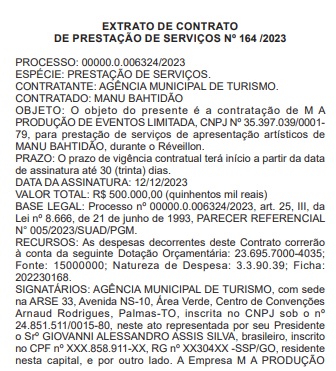 EXTRATO DE CONTRATO
DE PRESTAÇÃO DE SERVIÇOS Nº 164 /2023
PROCESSO: 00000.0.006324/2023
ESPÉCIE: PRESTAÇÃO DE SERVIÇOS.
CONTRATANTE: AGÊNCIA MUNICIPAL DE TURISMO.
CONTRATADO: MANU BAHTIDÃO
OBJETO: O objeto do presente é a contratação de M A
PRODUÇÃO DE EVENTOS LIMITADA, CNPJ Nº 35.397.039/0001-
79, para prestação de serviços de apresentação artísticos de
MANU BAHTIDÃO, durante o Réveillon.
PRAZO: O prazo de vigência contratual terá início a partir da data
de assinatura até 30 (trinta) dias.
DATA DA ASSINATURA: 12/12/2023
VALOR TOTAL: R$ 500.000,00 (quinhentos mil reais)
BASE LEGAL: Processo nº 00000.0.006324/2023, art. 25, III, da
Lei nº 8.666, de 21 de junho de 1993, PARECER REFERENCIAL
N° 005/2023/SUAD/PGM.
RECURSOS: As despesas decorrentes deste Contrato correrão
à conta da seguinte Dotação Orçamentária: 23.695.7000-4035;
Fonte: 15000000; Natureza de Despesa: 3.3.90.39; Ficha:
202230168.
SIGNATÁRIOS: AGÊNCIA MUNICIPAL DE TURISMO, com sede
na ARSE 33, Avenida NS-10, Área Verde, Centro de Convenções
Arnaud Rodrigues, Palmas-TO, inscrita no CNPJ sob o nº
24.851.511/0015-80, neste ato representada por seu Presidente
o Srº GIOVANNI ALESSANDRO ASSIS SILVA, brasileiro, inscrito
no CPF nº XXX.858.911-XX, RG nº XX304XX -SSP/GO, residente
nesta capital, e por outro lado. A Empresa M A PRODUÇÃO